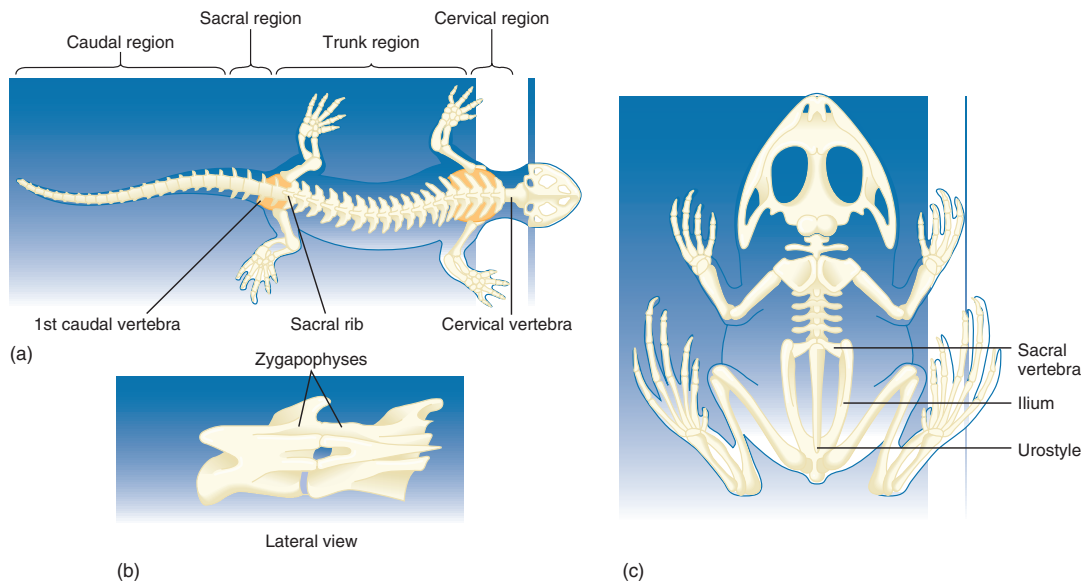 Sacral region
Cervical region
Caudal region
Trunk region
1st caudal vertebra
Sacral rib
Cervical vertebra
(a)
Zygapophyses
Lateral view
(b)
Sacral
vertebra
Ilium
Urostyle
(c)